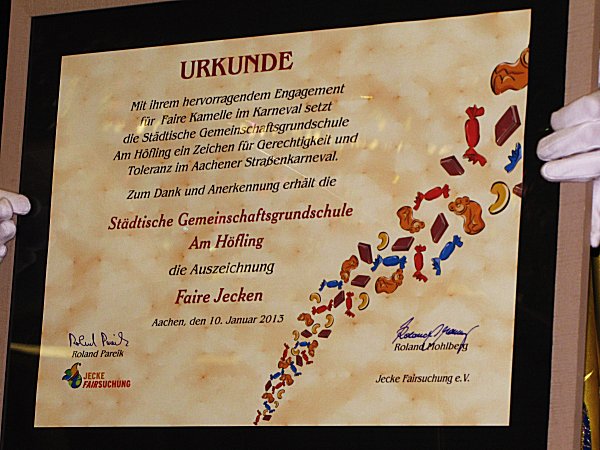 URKUNDE
Mit ihrem hervorragendem Engagement
für Faire Kamelle im Karneval setzt
die Städtische Gemeinschaftsgrundschule
Am Höfling ein Zeichen für Gerechtigkeit und
Toleranz im Aachener Straßenkarneval.
Zum Dank und Anerkennung erhält die
Städtische Gemeinschaftsgrundschule
Am Höfling
die Auszeichnung
Faire Jecken
Aachen, den 10. Januar 2013
Roland Pareik
Roland Mohlberg
JECKE
FAIRSUCHUNG
Jecke Fairsuchung e.V.